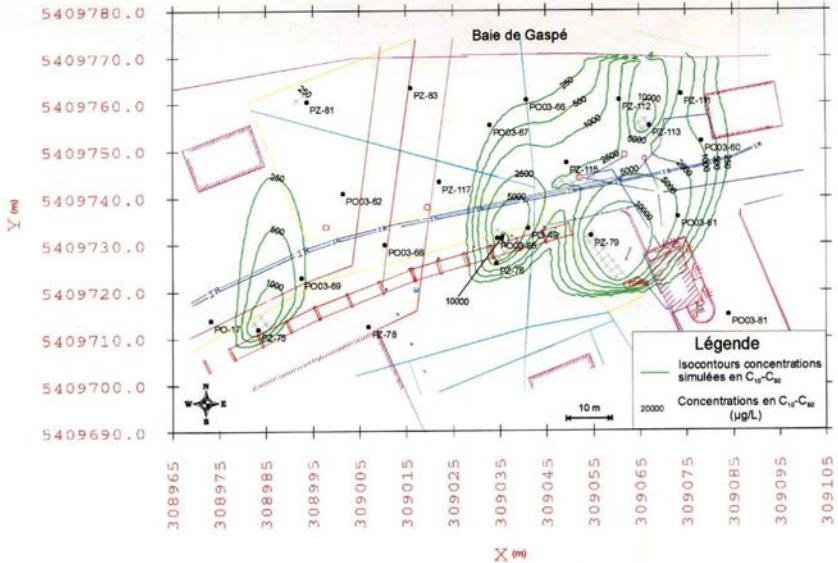 5409780.0
5409770.0
5409760.0
5409750.0
5409740.0
5409730.0
5409720.0
5409710.0
5409700.0
5409690.0
Y (m)
Baie de Gaspé
250
PZ-81
PZ-83
PO03-66
PO03-67
250
500
1000
PZ-112
10000
PZ-111
PZ-113
5000
PO03-60
2500
PZ-115
2500
5000
PZ-117
PO03-62
250
500
1000
PO03-69
PO-17
PZ-75
PO03-68
PZ-78
5000
PO03-65
PZ-76
10000
PZ-79
10000
PO03-61
PO03-81
Légende
Isocontours concentrations
simulées en C₁₀-C₅₀
20000 Concentrations en C₁₀-C₅₀
(µg/L)
10 m
N
W E
S
308965
308975
308985
308995
309005
309015
309025
309035
309045
309055
309065
309075
309085
309095
309105
X (m)